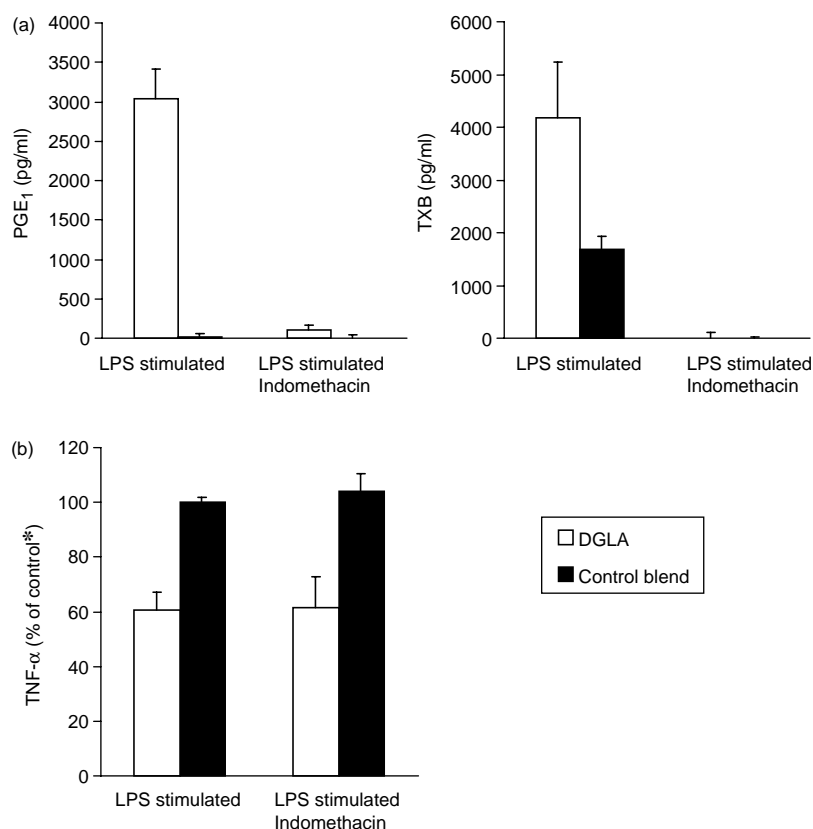 (a)
4000
3500
3000
2500
2000
1500
1000
500
0
PGE₁ (pg/ml)
LPS stimulated
LPS stimulated
Indomethacin
6000
5000
4000
3000
2000
1000
0
TXB (pg/ml)
LPS stimulated
LPS stimulated
Indomethacin
(b)
120
100
80
60
40
20
0
TNF-α (% of control*)
LPS stimulated
LPS stimulated
Indomethacin
DGLA
Control blend